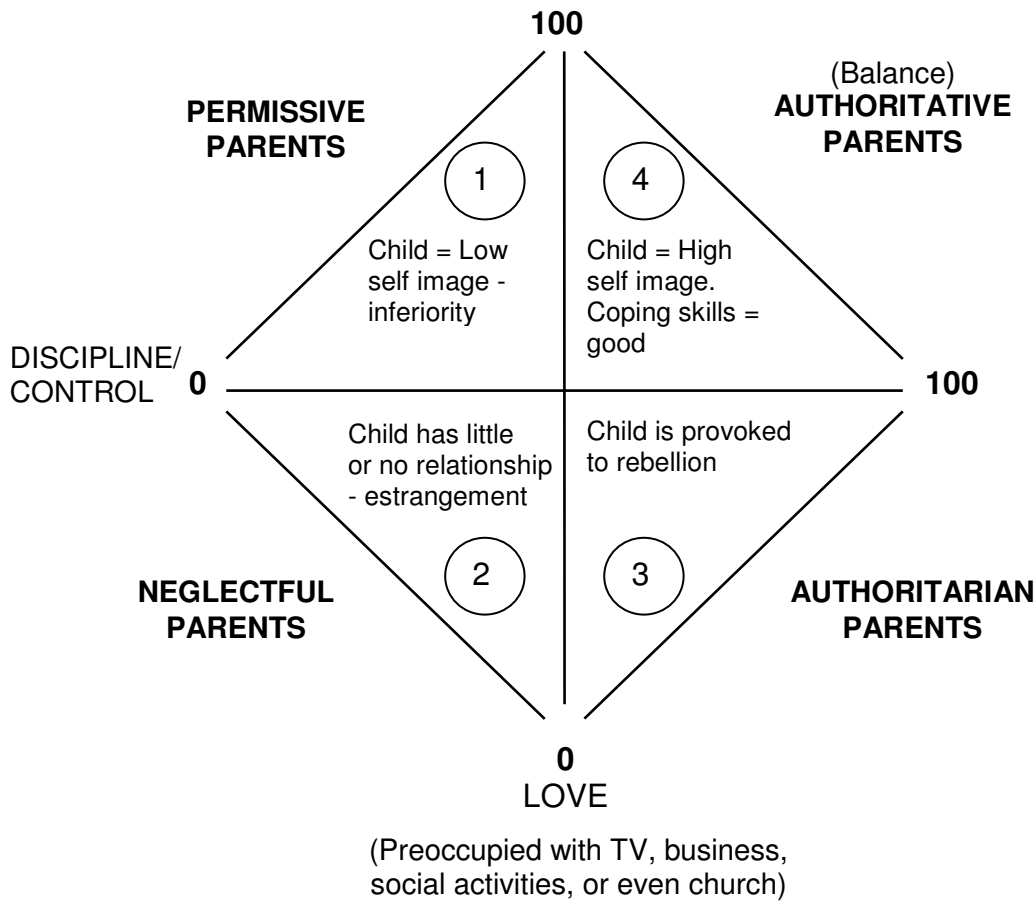 100
PERMISSIVE
PARENTS
(Balance)
AUTHORITATIVE
PARENTS
1
4
Child = Low
self image -
inferiority
Child = High
self image.
Coping skills =
good
DISCIPLINE/
CONTROL
0
100
Child has little
or no relationship
- estrangement
Child is provoked
to rebellion
2
3
NEGLECTFUL
PARENTS
AUTHORITARIAN
PARENTS
0
LOVE
(Preoccupied with TV, business,
social activities, or even church)